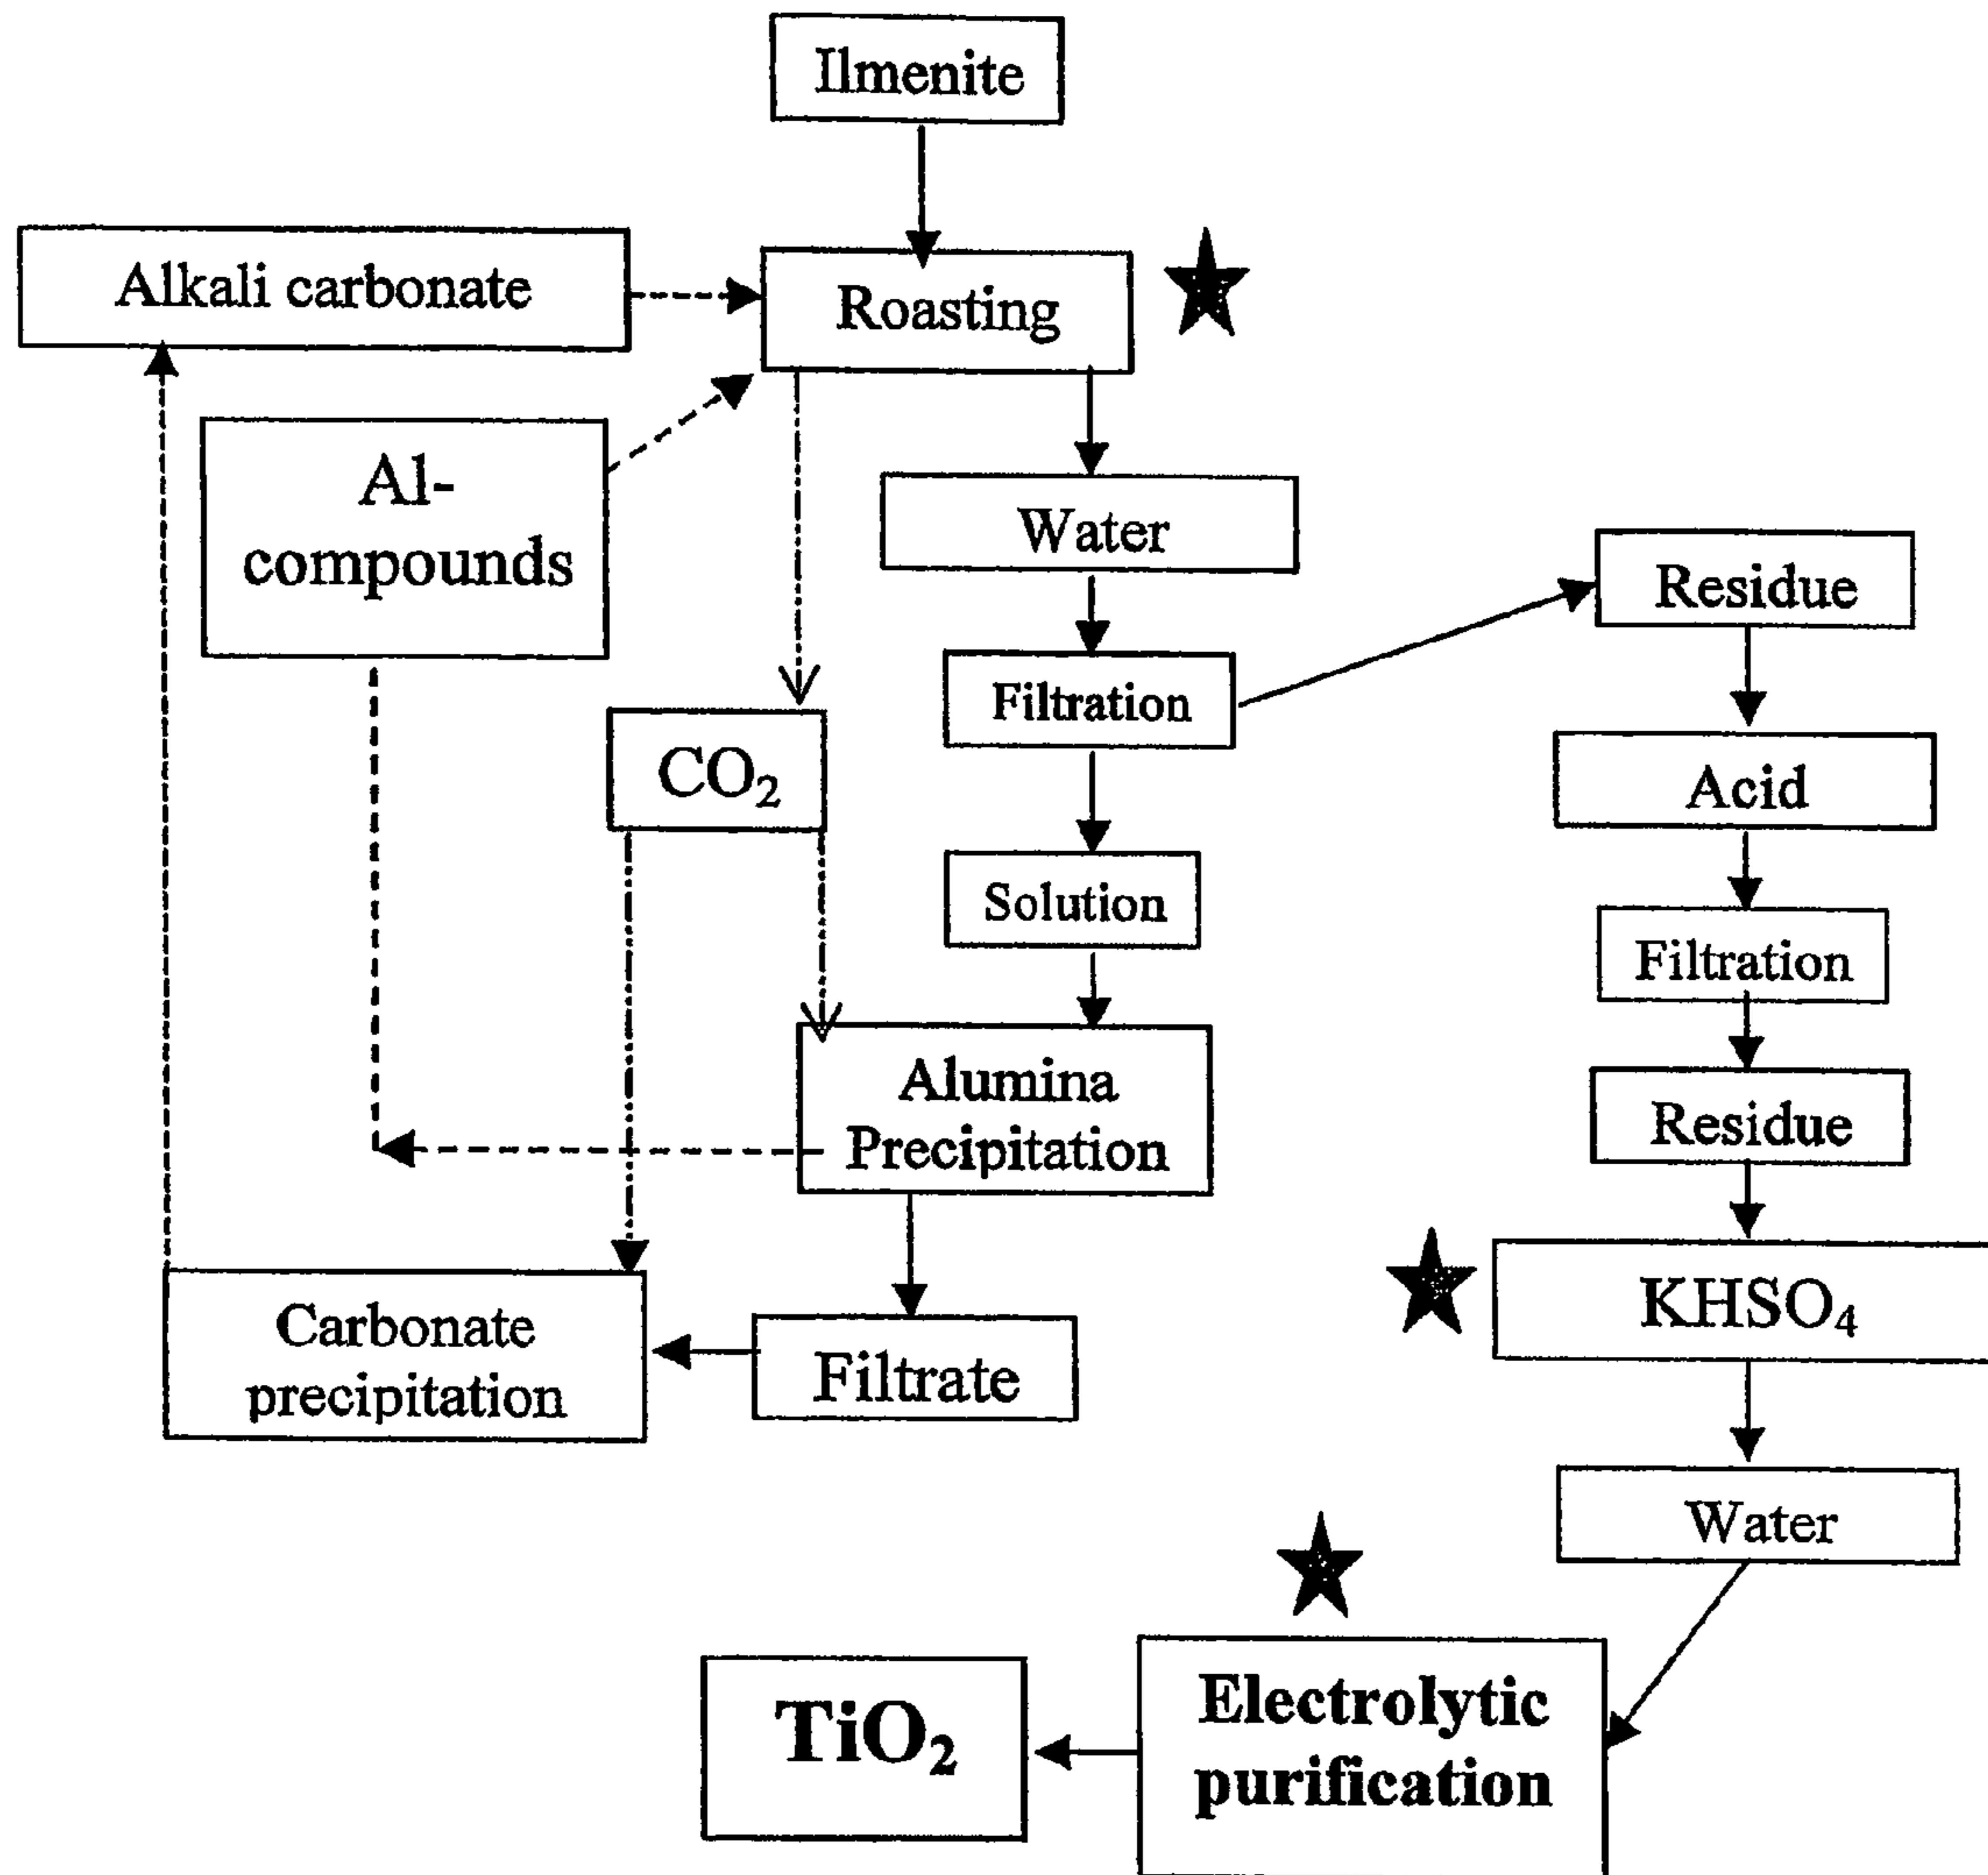 Ilmenite
Alkali carbonate
Roasting
Al-
compounds
Water
Residue
Filtration
CO₂
Acid
Solution
Filtration
Alumina
Precipitation
Residue
KHSO₄
Carbonate
precipitation
Filtrate
Water
Electrolytic
purification
TiO₂